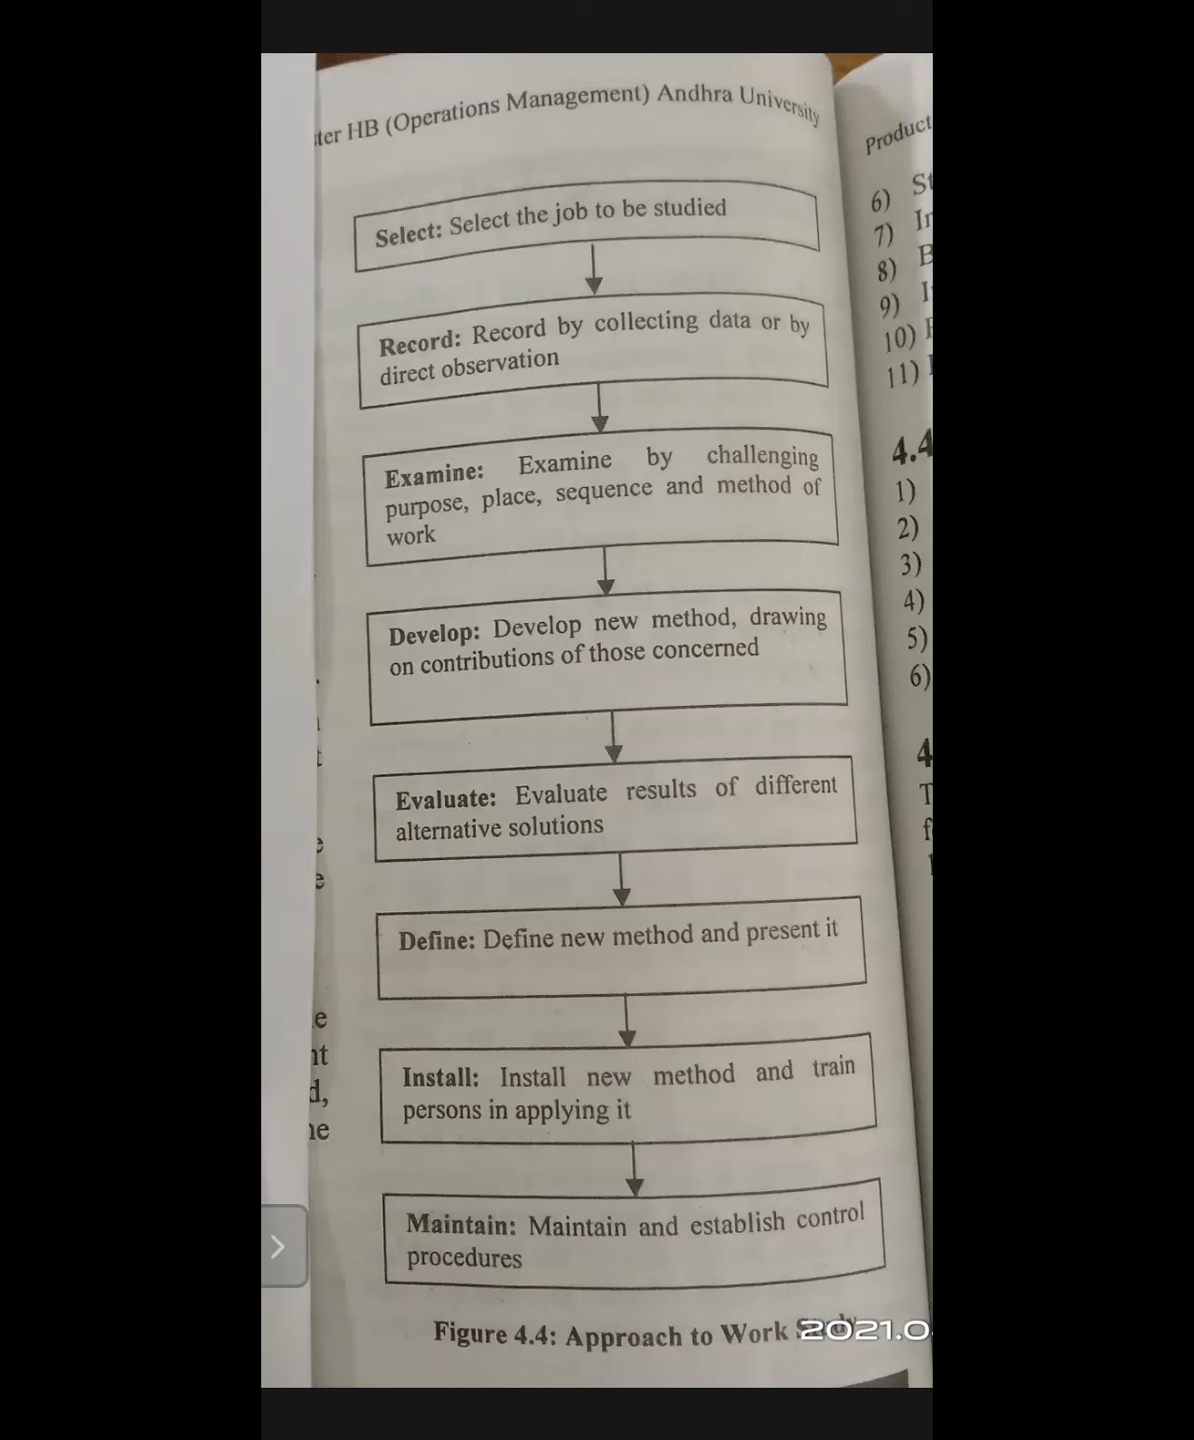 ter HB (Operations Management) Andhra University
Select: Select the job to be studied
Record: Record by collecting data or by
direct observation
Examine: Examine by challenging
purpose, place, sequence and method of
work
Develop: Develop new method, drawing
on contributions of those concerned
Evaluate: Evaluate results of different
alternative solutions
Define: Define new method and present it
Install: Install new method and train
persons in applying it
Maintain: Maintain and establish control
procedures
Figure 4.4: Approach to Work
2021.0
Product
6) St
7) In
8) B
9) I
10)
11)
4.4
1)
2)
3)
4)
5)
6)
4
T
f
e
e
e
nt
d,
ne